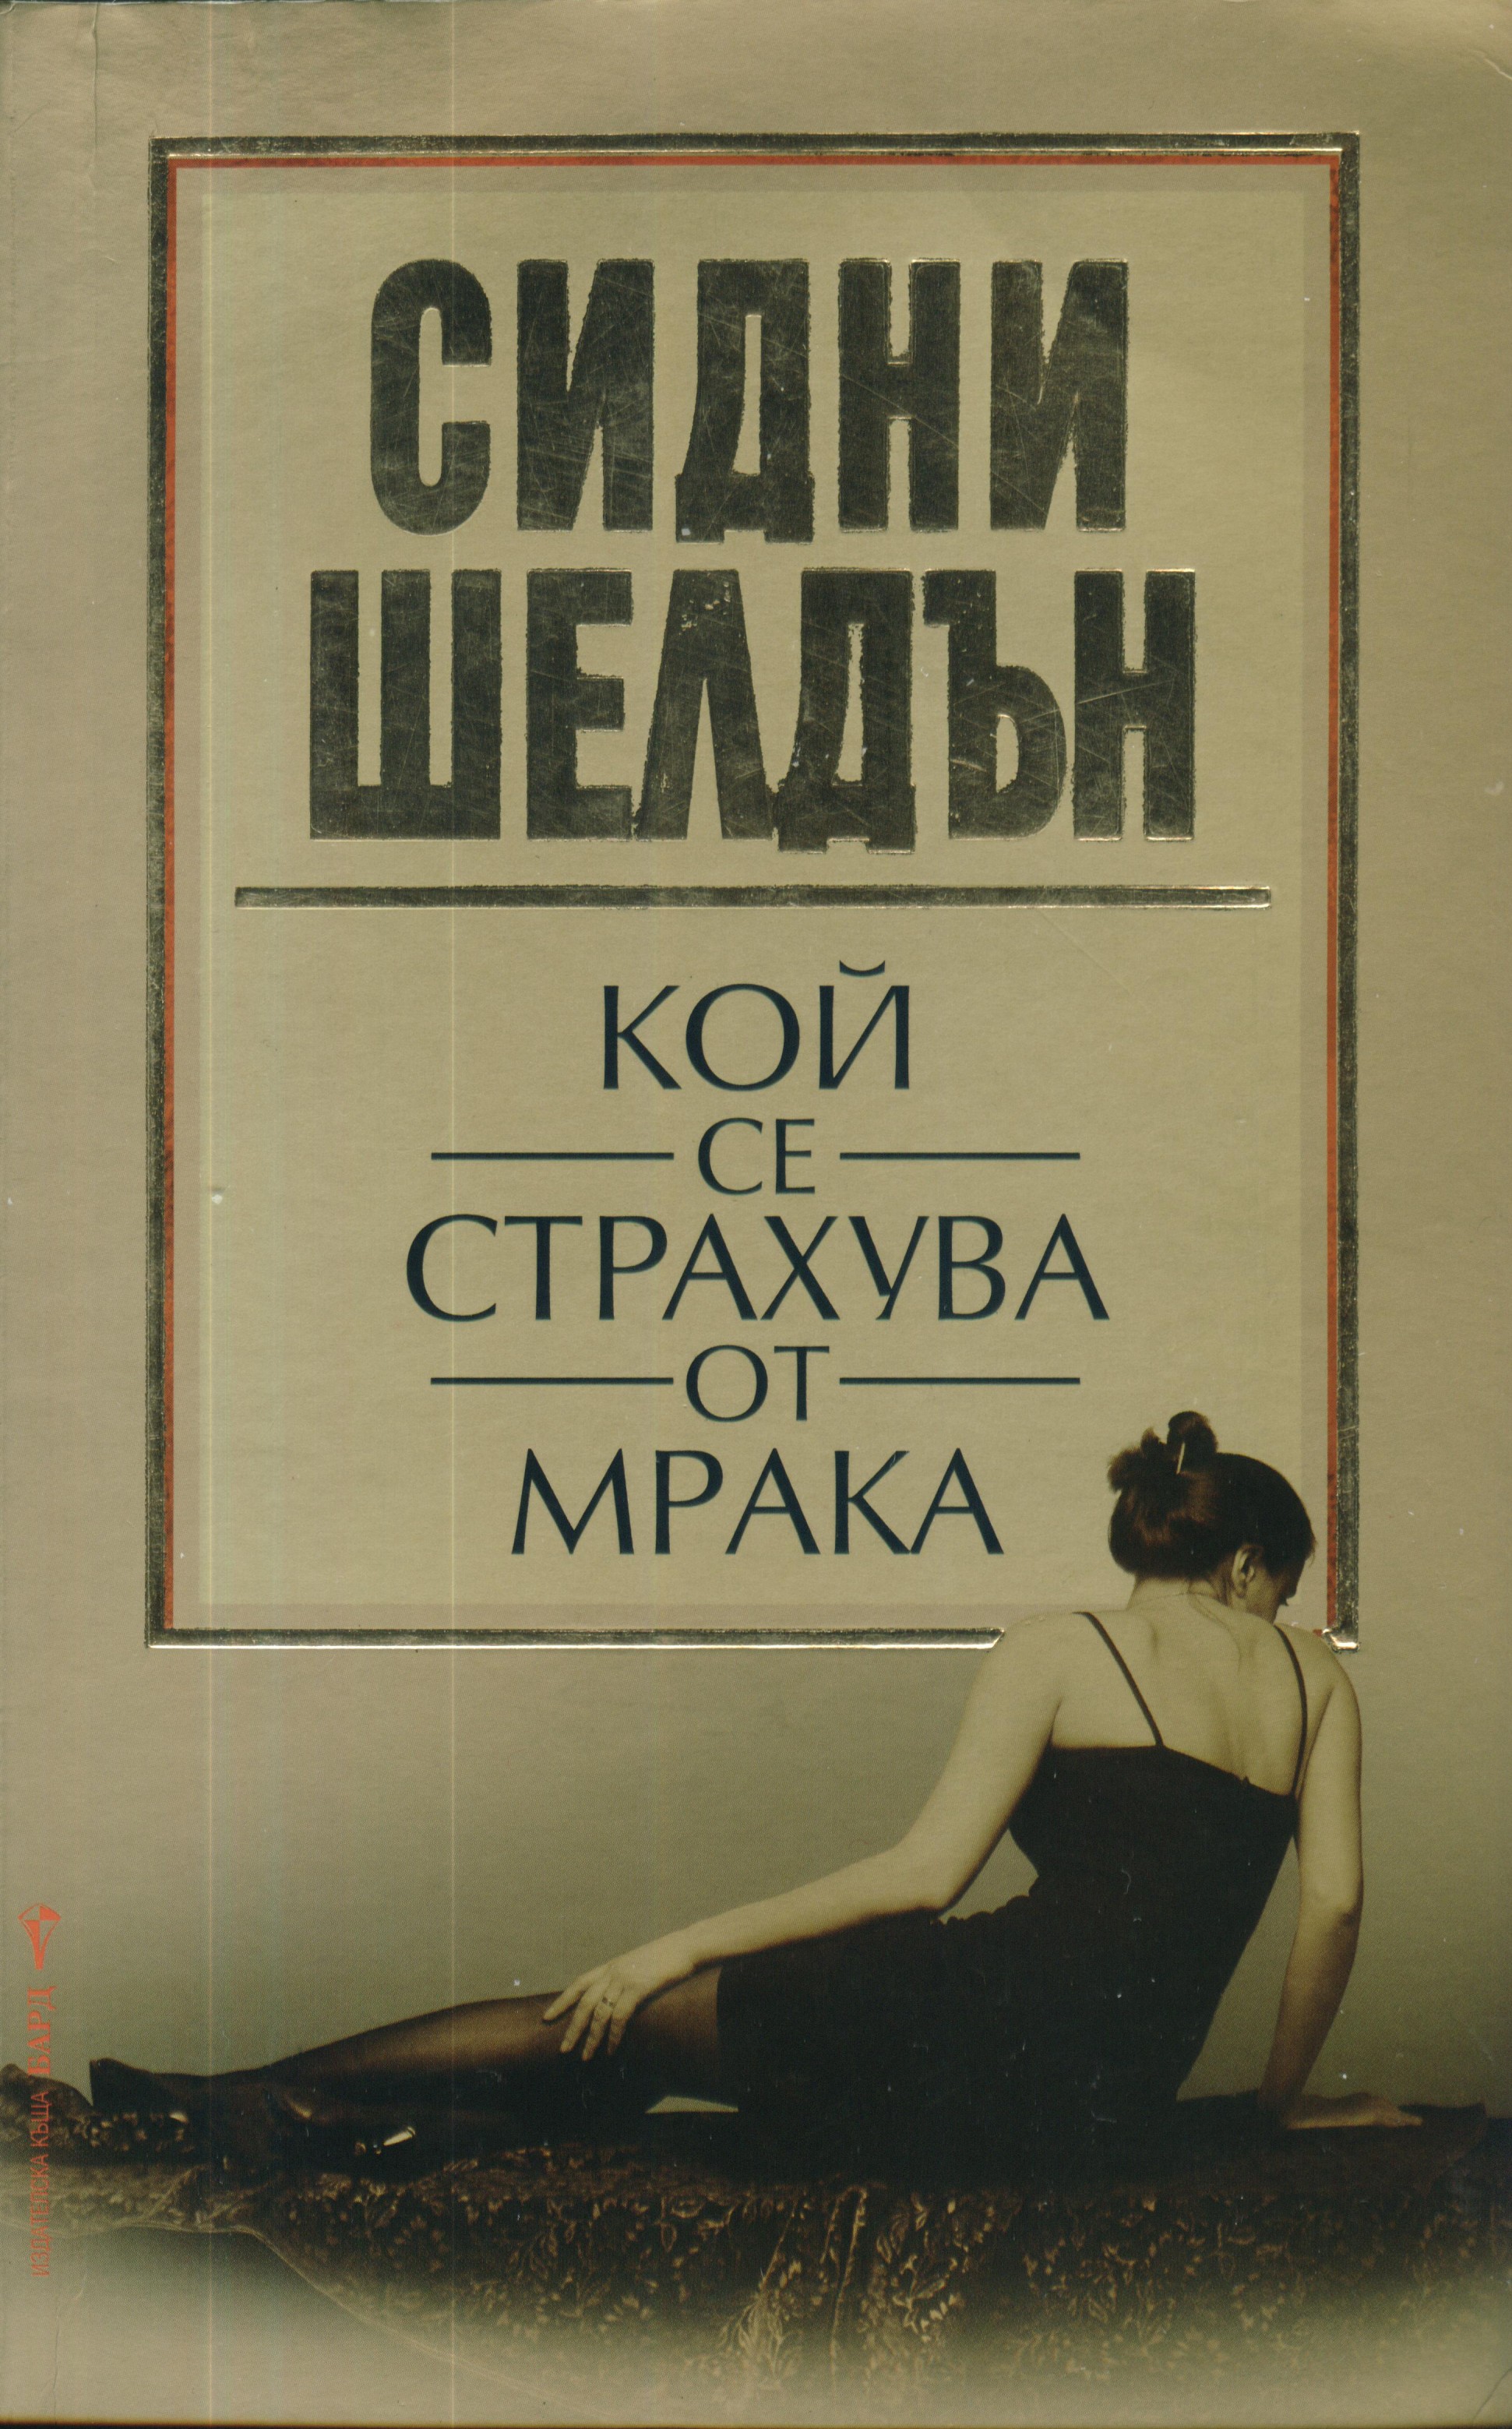 СИДНИ
ШЕЛДЪН
КОЙ
СЕ
СТРАХУВА
ОТ
МРАКА
ИЗДАТЕЛСКА КЪЩА БАРД